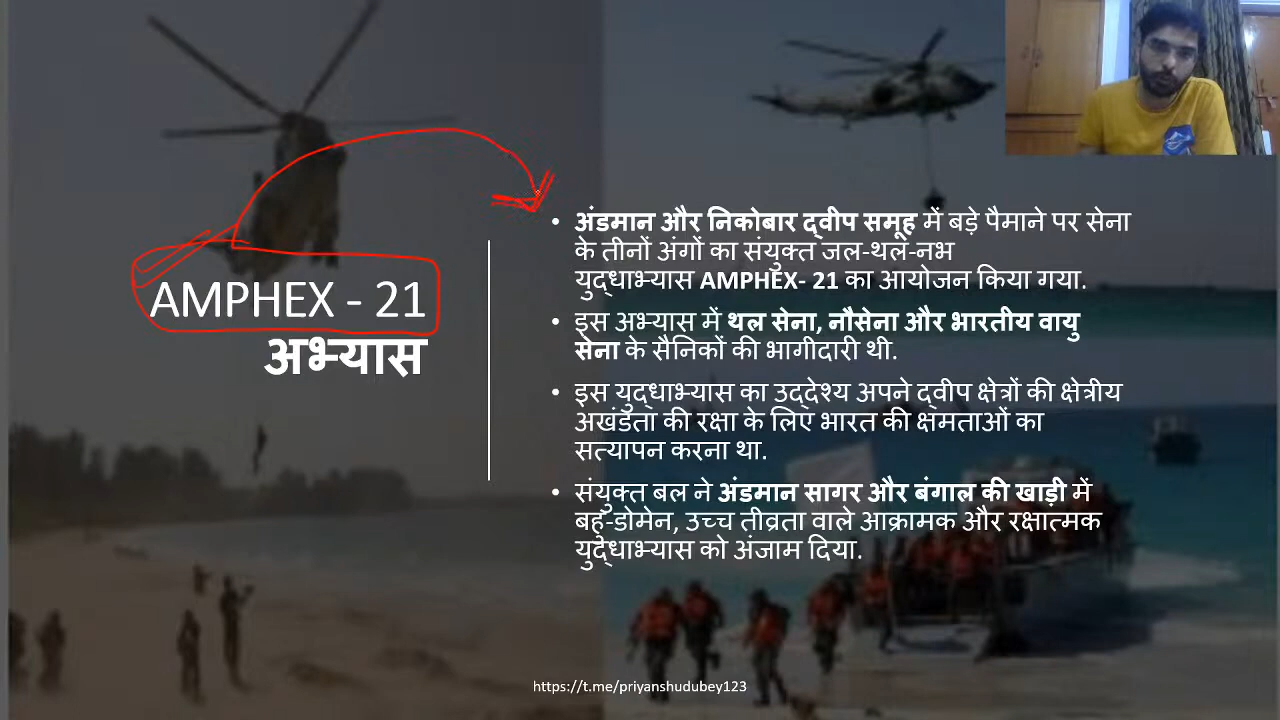 AMPHEX - 21
अभ्यास
• अंडमान और निकोबार द्वीप समूह में बड़े पैमाने पर सेना
के तीनों अंगों का संयुक्त जल-थल-नभ
युद्धाभ्यास AMPHEX- 21 का आयोजन किया गया.
• इस अभ्यास में थल सेना, नौसेना और भारतीय वायु
सेना के सैनिकों की भागीदारी थी.
• इस युद्धाभ्यास का उद्देश्य अपने द्वीप क्षेत्रों की क्षेत्रीय
अखंडता की रक्षा के लिए भारत की क्षमताओं का
सत्यापन करना था.
• संयुक्त बल ने अंडमान सागर और बंगाल की खाड़ी में
बहु-डोमेन, उच्च तीव्रता वाले आक्रामक और रक्षात्मक
युद्धाभ्यास को अंजाम दिया.
https://t.me/priyanshudubey123